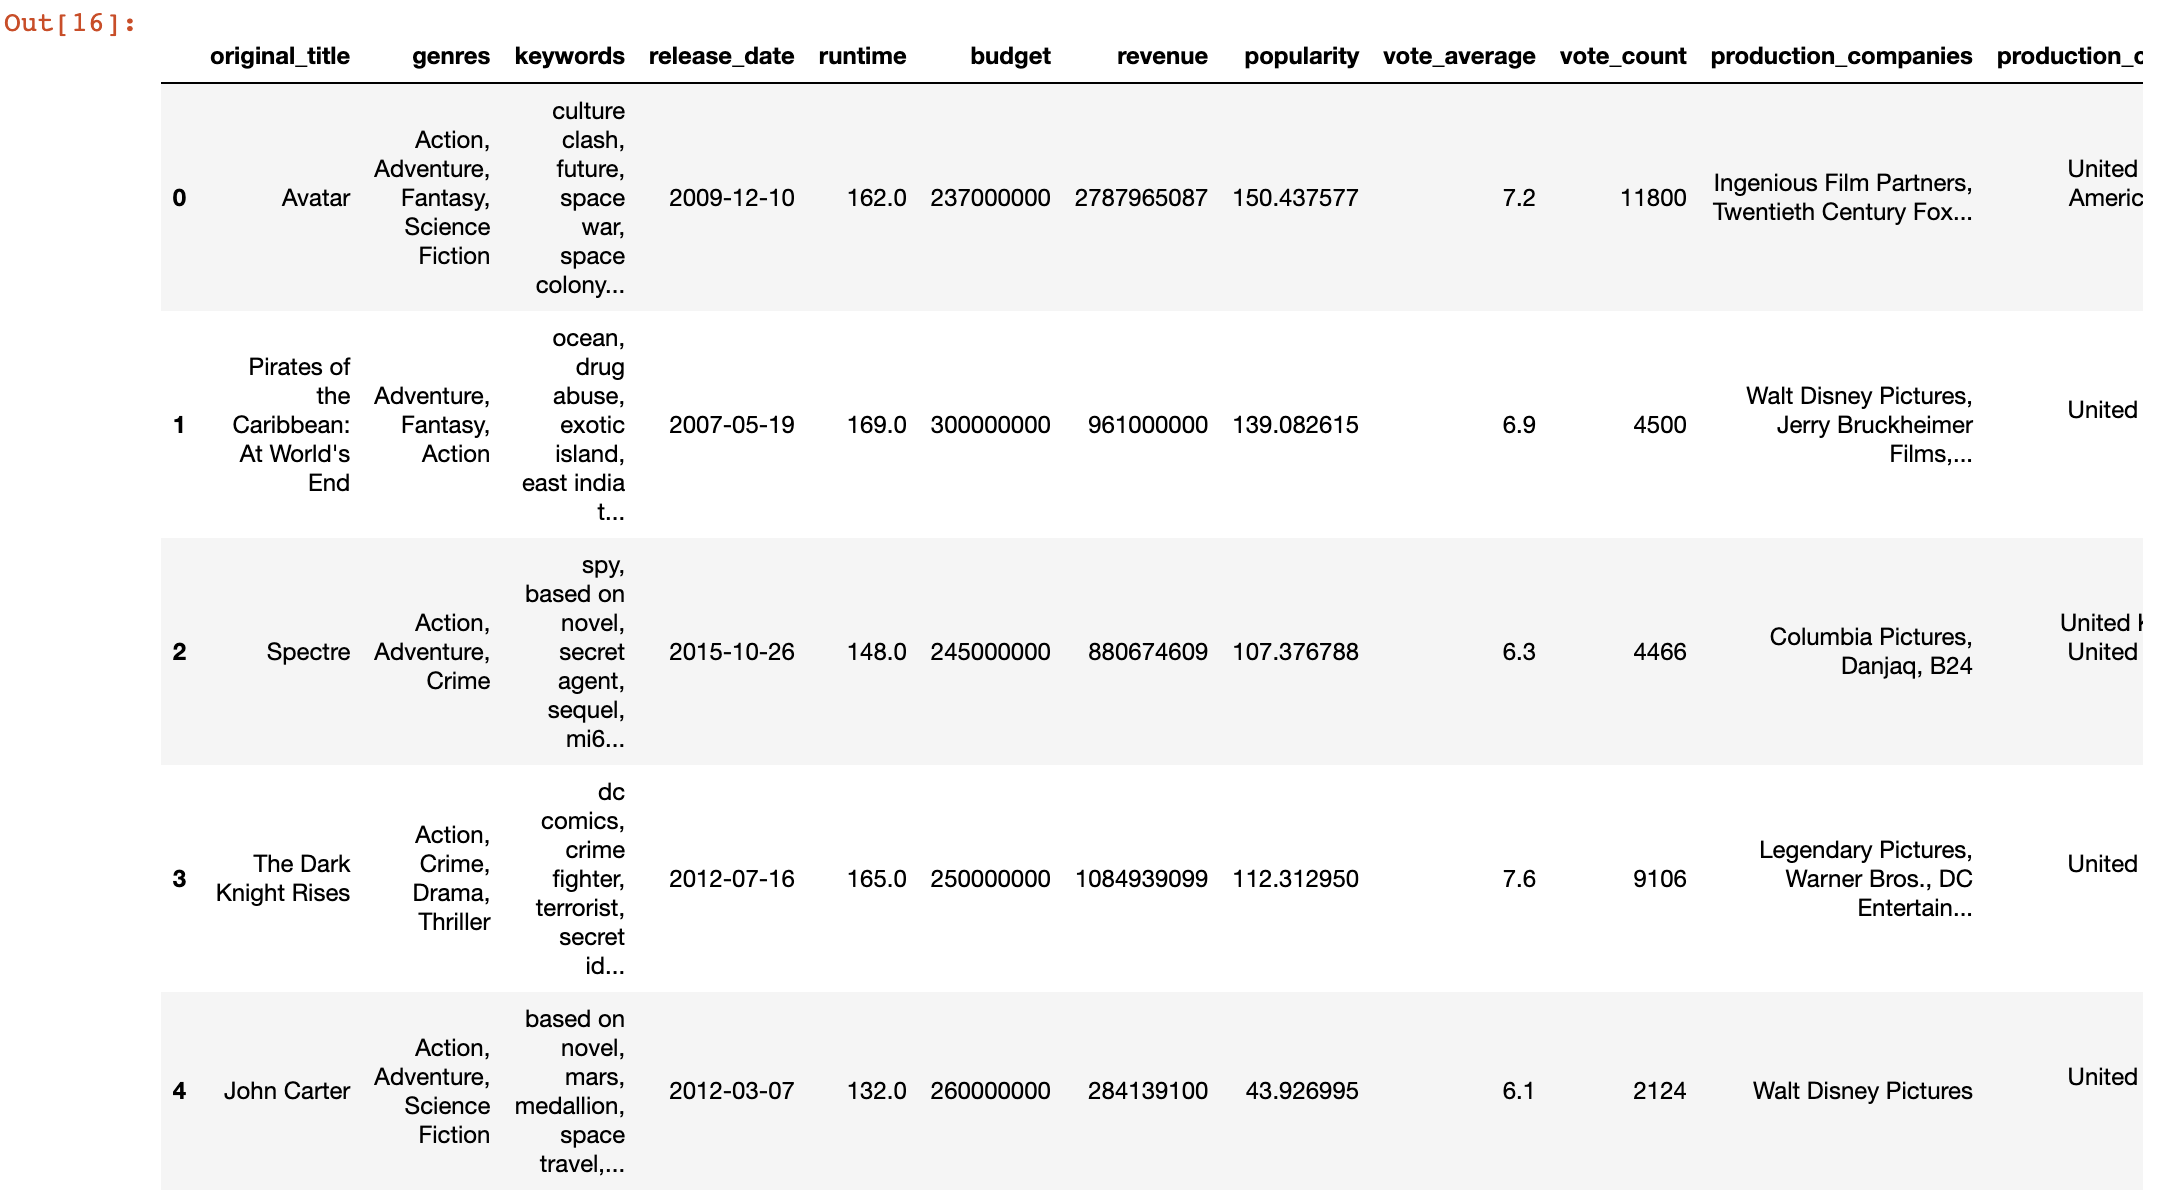 Out[16]:
original_title genres keywords release_date runtime budget revenue popularity vote_average vote_count production_companies production_c
0 Avatar Action, Adventure, Fantasy, Science Fiction culture clash, future, space war, space colony... 2009-12-10 162.0 237000000 2787965087 150.437577 7.2 11800 Ingenious Film Partners, Twentieth Century Fox... United Americ
1 Pirates of the Caribbean: At World's End Adventure, Fantasy, Action ocean, drug abuse, exotic island, east india t... 2007-05-19 169.0 300000000 961000000 139.082615 6.9 4500 Walt Disney Pictures, Jerry Bruckheimer Films,... United
2 Spectre Action, Adventure, Crime spy, based on novel, secret agent, sequel, mi6... 2015-10-26 148.0 245000000 880674609 107.376788 6.3 4466 Columbia Pictures, Danjaq, B24 United United
3 The Dark Knight Rises Action, Crime, Drama, Thriller dc comics, crime fighter, terrorist, secret id... 2012-07-16 165.0 250000000 1084939099 112.312950 7.6 9106 Legendary Pictures, Warner Bros., DC Entertain... United
4 John Carter Action, Adventure, Science Fiction based on novel, mars, medallion, space travel,... 2012-03-07 132.0 260000000 284139100 43.926995 6.1 2124 Walt Disney Pictures United